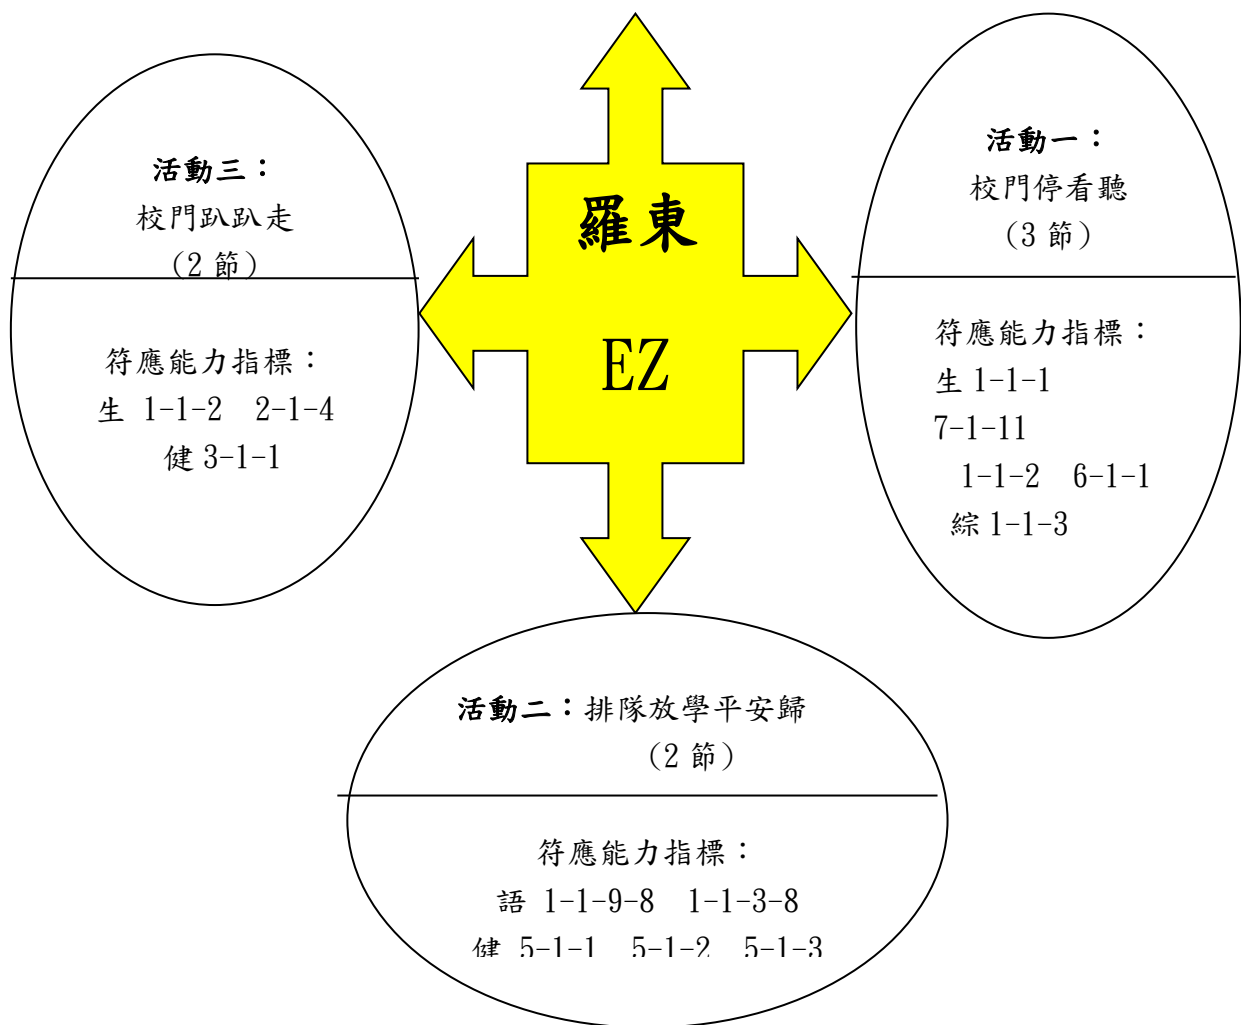 羅東
EZ
活動一：
校門停看聽
（3 節）
符應能力指標：
生 1-1-1
7-1-11
1-1-2 6-1-1
綜 1-1-3
活動二：排隊放學平安歸
（2 節）
符應能力指標：
語 1-1-9-8 1-1-3-8
健 5-1-1 5-1-2 5-1-3
活動三：
校門趴趴走
（2 節）
符應能力指標：
生 1-1-2 2-1-4
健 3-1-1